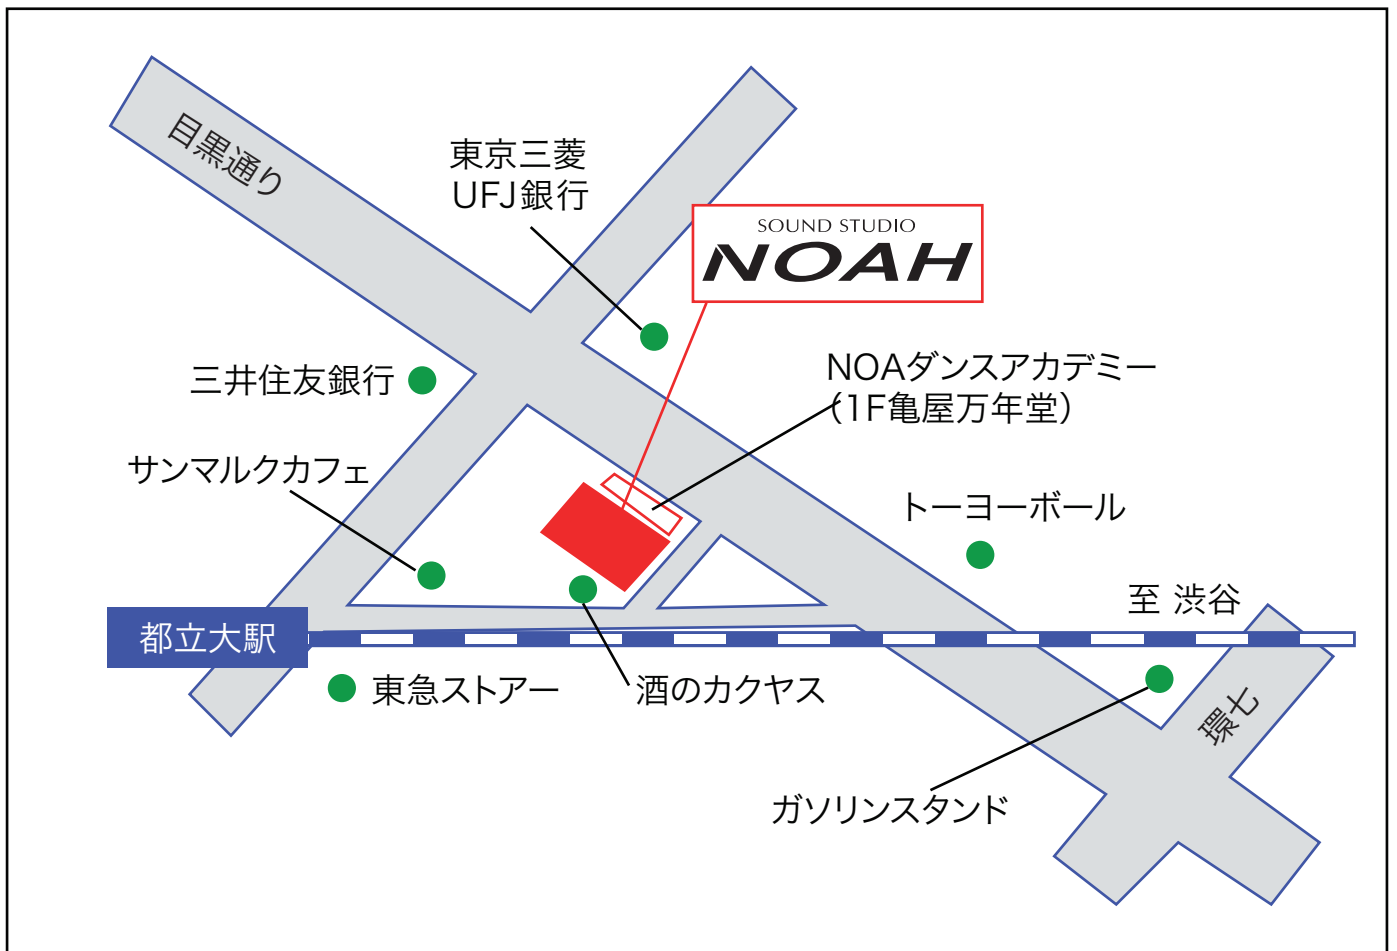 目黒通り
東京三菱
UFJ銀行
SOUND STUDIO
NOAH
三井住友銀行
NOAダンスアカデミー
（1F亀屋万年堂）
サンマルクカフェ
トーヨーボール
至 渋谷
都立大駅
東急ストアー
酒のカクヤス
環七
ガソリンスタンド